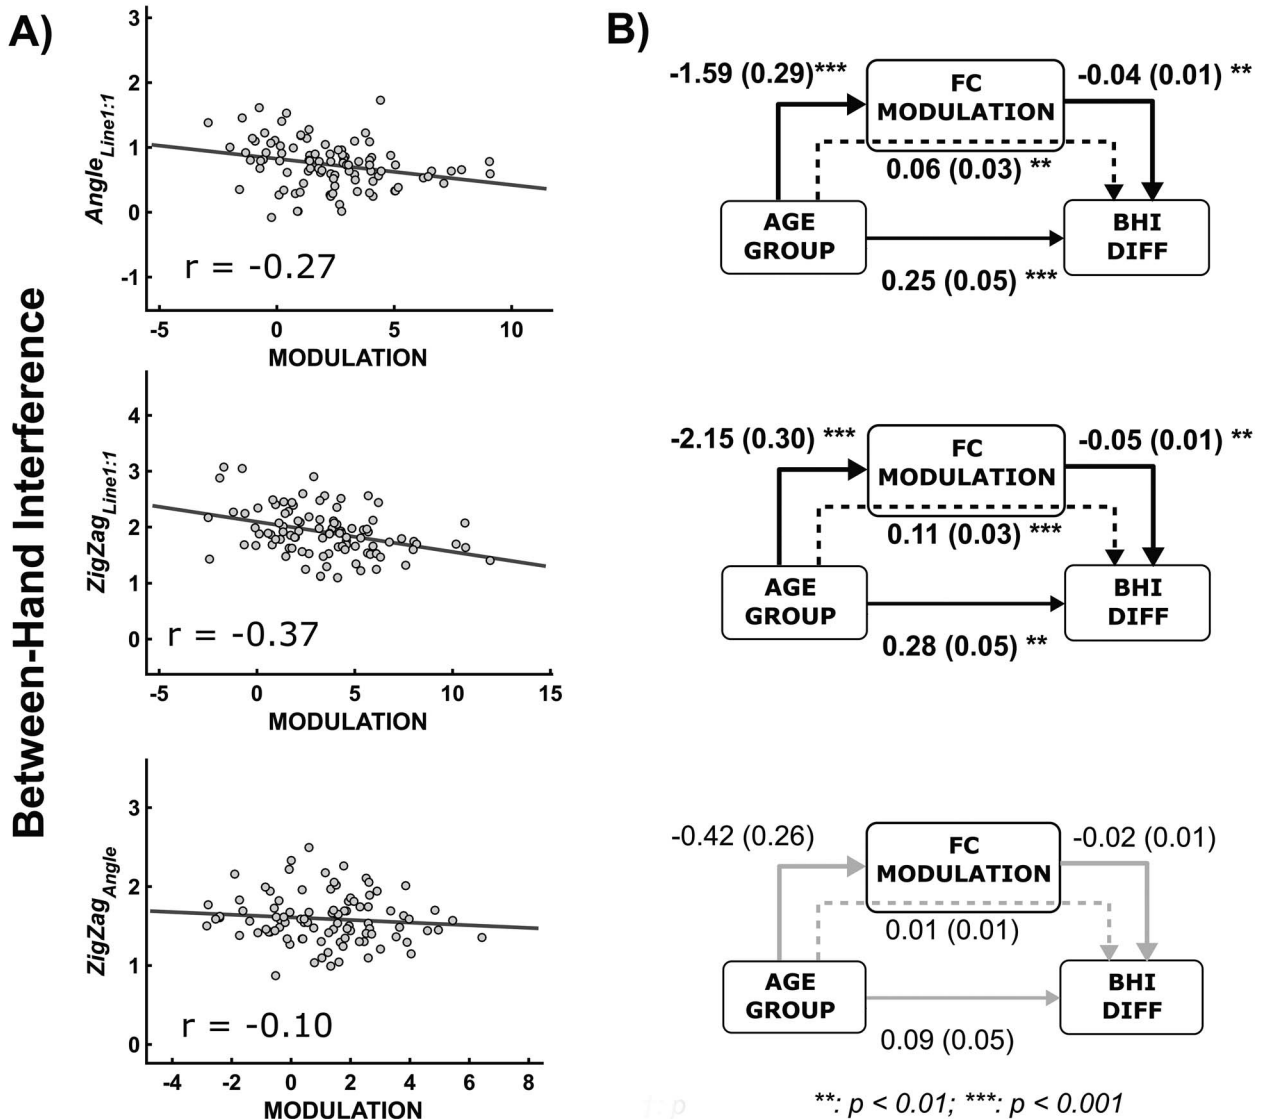 A)
Between-Hand Interference
3
2
1
0
-1
Angle Line1:1
r = -0.27
-5 0 5 10
MODULATION
4
3
2
1
0
ZigZag Line1:1
r = -0.37
-5 0 5 10 15
MODULATION
3
2
1
0
ZigZag Angle
r = -0.10
-4 -2 0 2 4 6 8
MODULATION
B)
-1.59 (0.29)***
FC
MODULATION
-0.04 (0.01) **
0.06 (0.03) **
AGE
GROUP
BHI
DIFF
0.25 (0.05) ***
-2.15 (0.30) ***
FC
MODULATION
-0.05 (0.01) **
0.11 (0.03) ***
AGE
GROUP
BHI
DIFF
0.28 (0.05) **
-0.42 (0.26)
FC
MODULATION
-0.02 (0.01)
0.01 (0.01)
AGE
GROUP
BHI
DIFF
0.09 (0.05)
**: p < 0.01; ***: p < 0.001